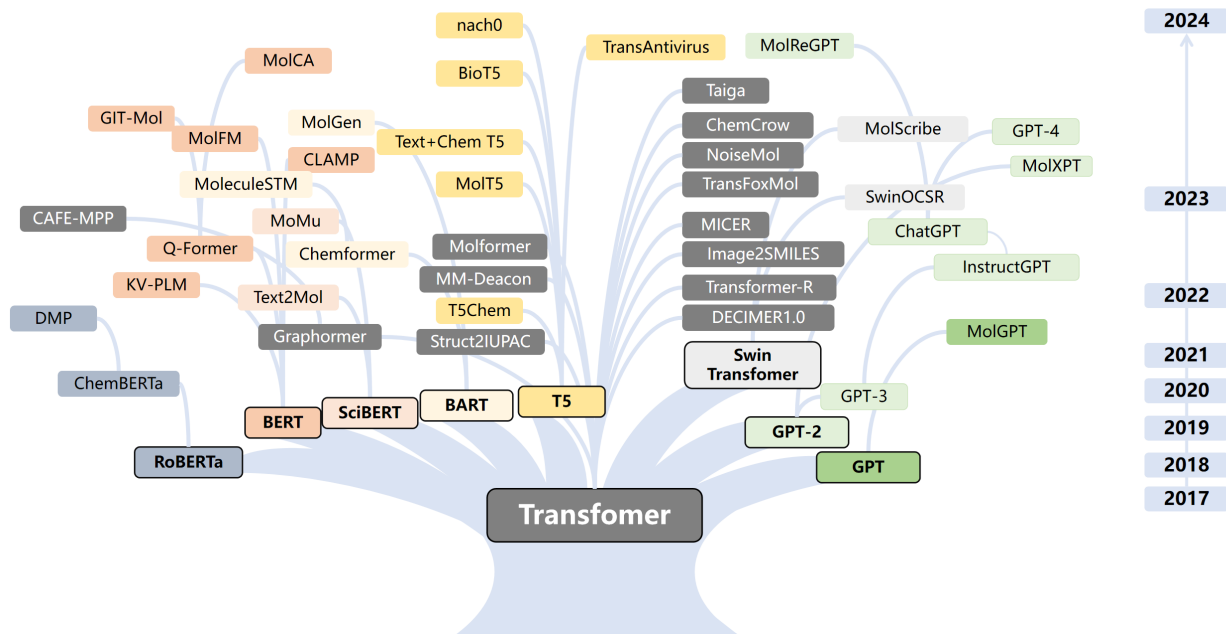 nach0
2024
TransAntivirus
MolReGPT
MolCA
BioT5
Taiga
GIT-Mol
MolGen
ChemCrow
MolScribe
GPT-4
MolFM
Text+Chem T5
NoiseMol
CLAMP
MolXPT
MoleculeSTM
MolT5
TransFoxMol
SwinOCSR
2023
CAFE-MPP
MoMu
MICER
ChatGPT
Q-Former
Molformer
Chemformer
Image2SMILES
InstructGPT
MM-Deacon
KV-PLM
Text2Mol
Transformer-R
2022
T5Chem
DMP
DECIMER1.0
Graphormer
Struct2IUPAC
MolGPT
Swin
Transfomer
2021
ChemBERTa
2020
GPT-3
T5
BART
SciBERT
BERT
GPT-2
2019
RoBERTa
GPT
2018
2017
Transfomer